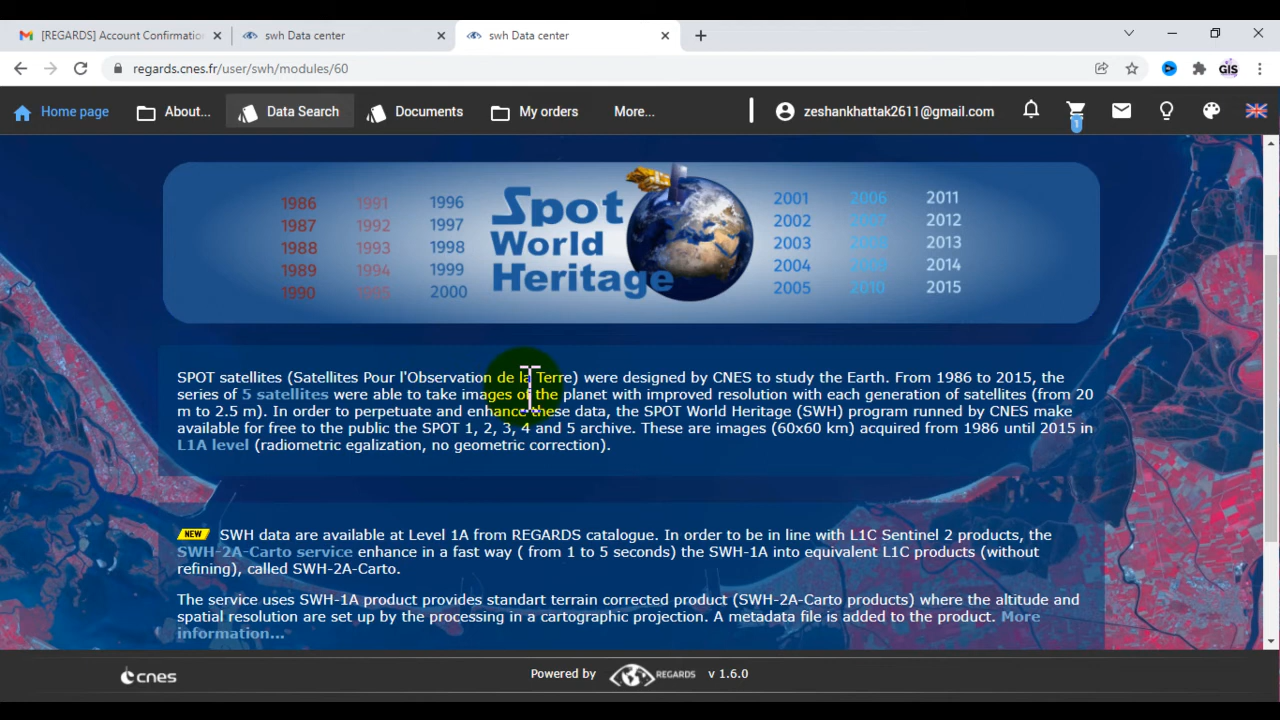 [REGARDS] Account Confirmation
swh Data center
swh Data center
regards.cnes.fr/user/swh/modules/60
GIS
Home page
About...
Data Search
Documents
My orders
More...
zeshankhattak2611@gmail.com
1
1986 1991 1996
1987 1992 1997
1988 1993 1998
1989 1994 1999
1990 1995 2000
Spot
World
Heritage
2001 2006 2011
2002 2007 2012
2003 2008 2013
2004 2009 2014
2005 2010 2015
SPOT satellites (Satellites Pour l'Observation de la Terre) were designed by CNES to study the Earth. From 1986 to 2015, the
series of 5 satellites were able to take images of the planet with improved resolution with each generation of satellites (from 20
m to 2.5 m). In order to perpetuate and enhance these data, the SPOT World Heritage (SWH) program runned by CNES make
available for free to the public the SPOT 1, 2, 3, 4 and 5 archive. These are images (60x60 km) acquired from 1986 until 2015 in
L1A level (radiometric egalization, no geometric correction).
NEW SWH data are available at Level 1A from REGARDS catalogue. In order to be in line with L1C Sentinel 2 products, the
SWH-2A-Carto service enhance in a fast way ( from 1 to 5 seconds) the SWH-1A into equivalent L1C products (without
refining), called SWH-2A-Carto.
The service uses SWH-1A product provides standart terrain corrected product (SWH-2A-Carto products) where the altitude and
spatial resolution are set up by the processing in a cartographic projection. A metadata file is added to the product. More
information...
cnes
Powered by
REGARDS
v 1.6.0